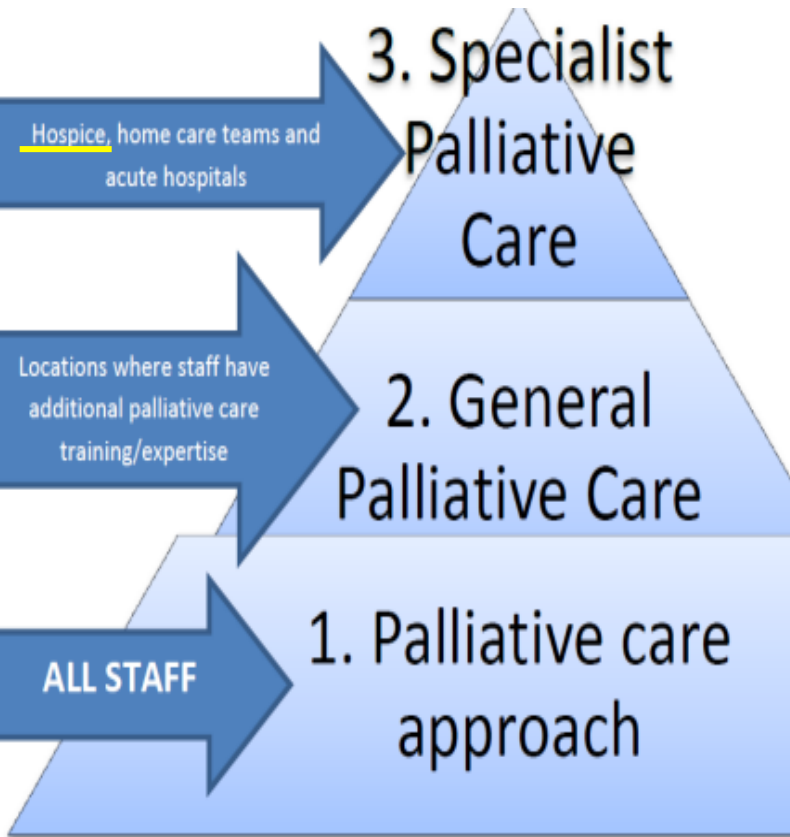 3. Specialist
Palliative
Care
Hospice, home care teams and
acute hospitals
2. General
Palliative Care
Locations where staff have
additional palliative care
training/expertise
1. Palliative care
approach
ALL STAFF